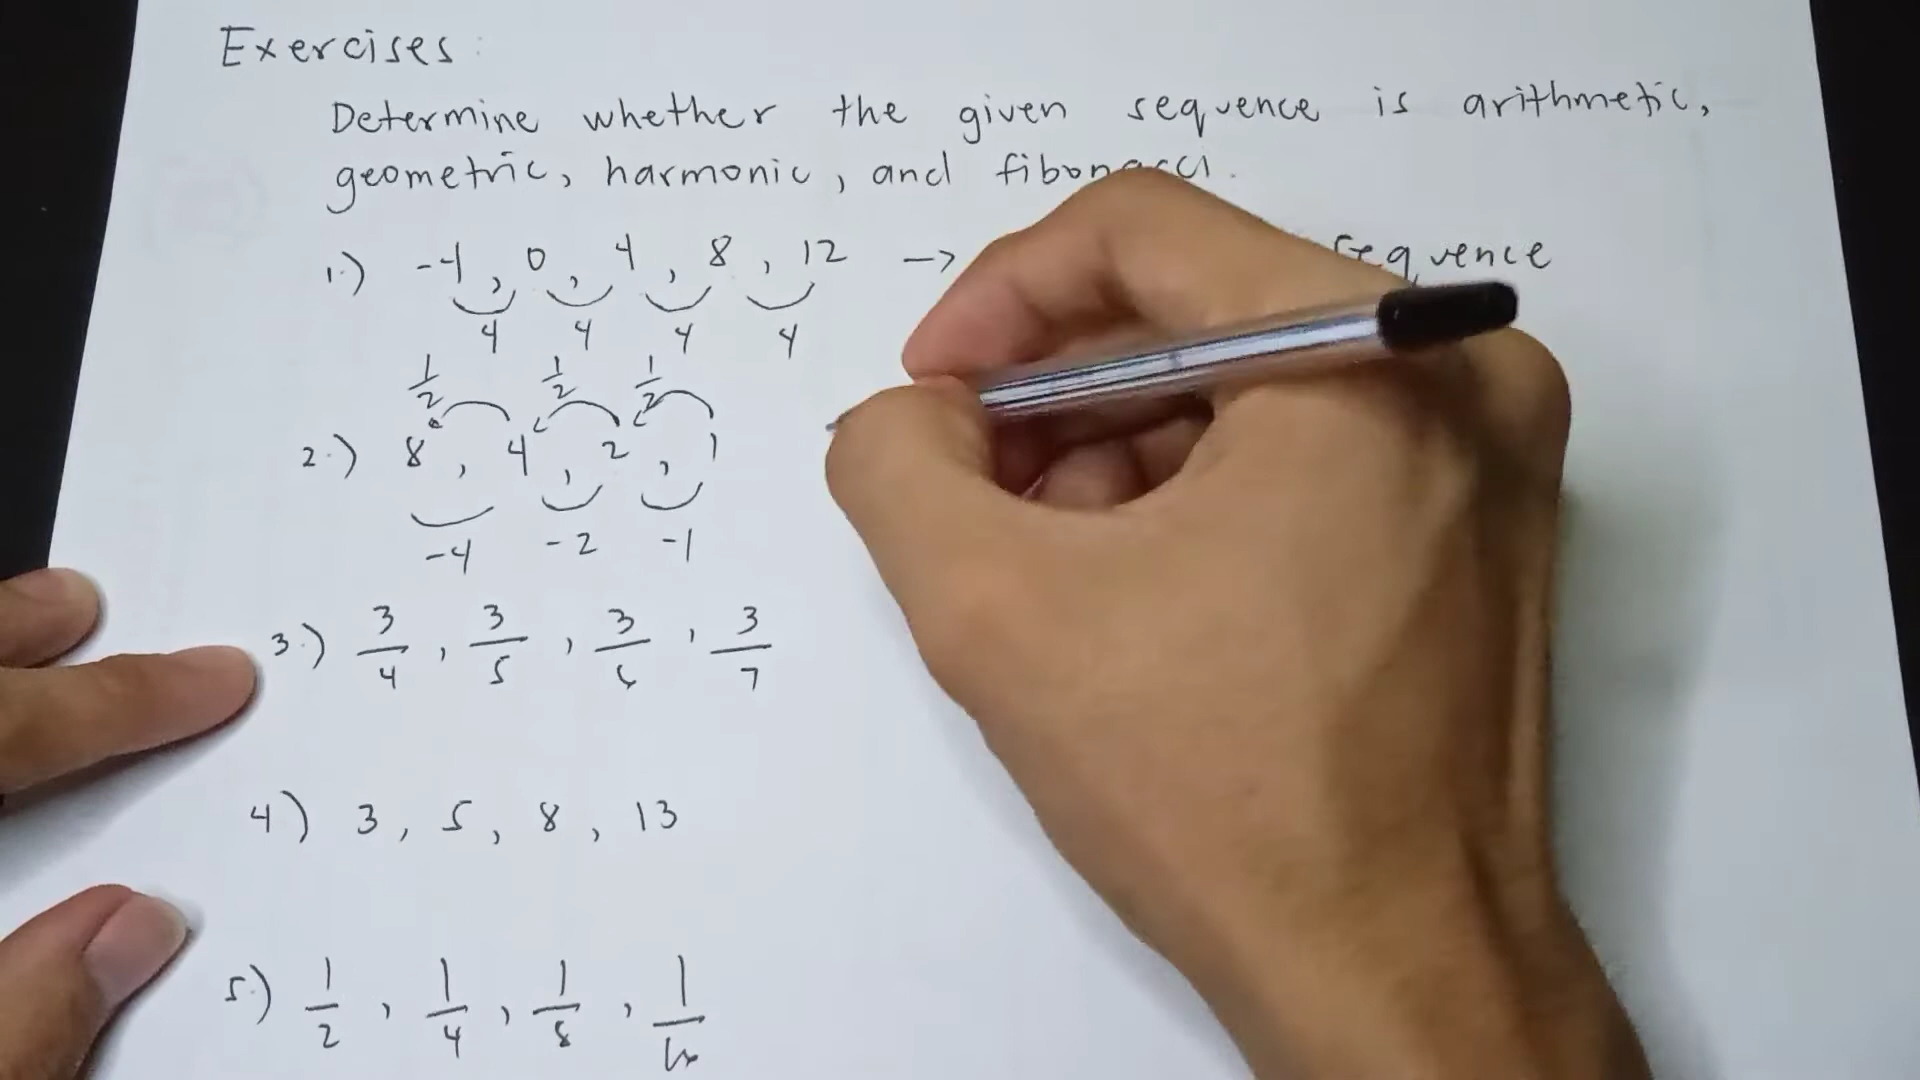 Exercises:
Determine whether the given sequence is arithmetic,
geometric, harmonic, and fibonacci.
1.) -4, 0, 4, 8, 12 → sequence
4 4 4 4
1/2 1/2 1/2
2.) 8, 4, 2, 1
-4 -2 -1
3.) 3/4, 3/5, 3/6, 3/7
4) 3, 5, 8, 13
5.) 1/2, 1/4, 1/8, 1/16